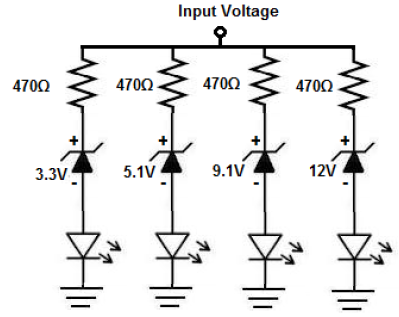 Input Voltage
470Ω 470Ω 470Ω 470Ω
+ + + +
3.3V 5.1V 9.1V 12V
- - - -